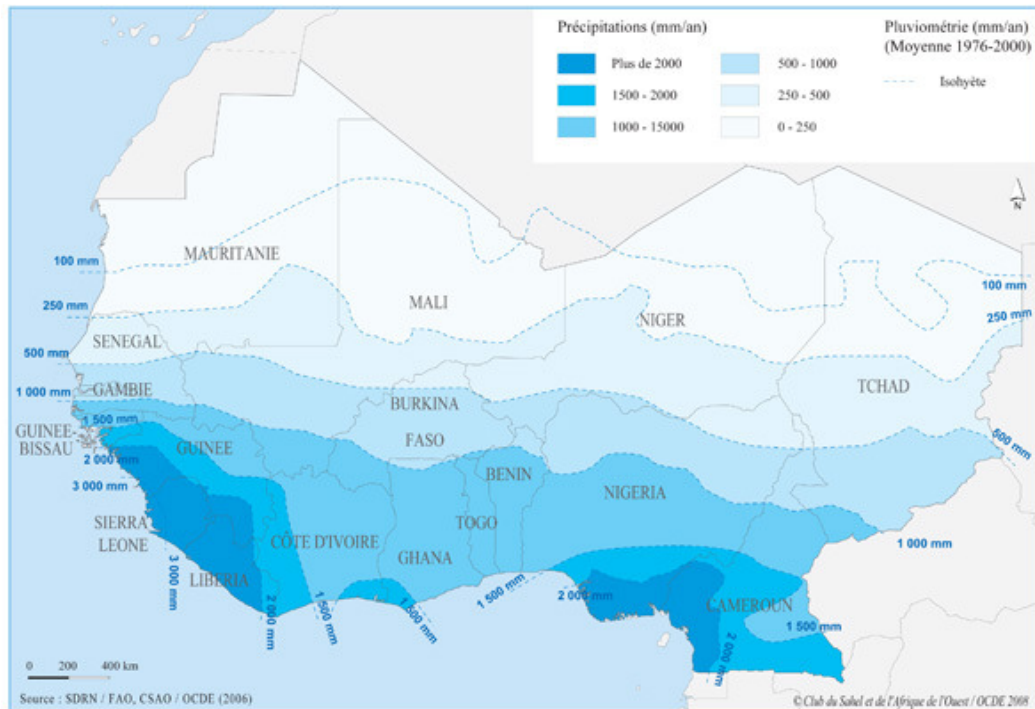 Précipitations (mm/an)
Plus de 2000
1500 - 2000
1000 - 15000
500 - 1000
250 - 500
0 - 250
Pluviométrie (mm/an)
(Moyenne 1976-2000)
Isohyète
N
MAURITANIE
100 mm
100 mm
250 mm
MALI
NIGER
250 mm
SENEGAL
500 mm
TCHAD
GAMBIE
1 000 mm
BURKINA
FASO
1 500 mm
GUINEE-
BISSAU
GUINEE
500 mm
2 000 mm
BENIN
3 000 mm
NIGERIA
SIERRA
LEONE
TOGO
CÔTE D'IVOIRE
GHANA
1 000 mm
LIBERIA
3 000 mm
2 000 mm
1 500 mm
1 500 mm
1 500 mm
2 000 mm
CAMEROUN
1 500 mm
2 000 mm
0 200 400 km
Source : SDRN / FAO, CSAO / OCDE (2006)
© Club du Sahel et de l'Afrique de l'Ouest / OCDE 2008